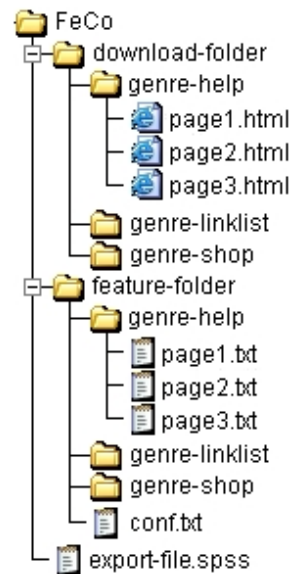 FeCo
download-folder
genre-help
page1.html
page2.html
page3.html
genre-linklist
genre-shop
feature-folder
genre-help
page1.txt
page2.txt
page3.txt
genre-linklist
genre-shop
conf.txt
export-file.spss